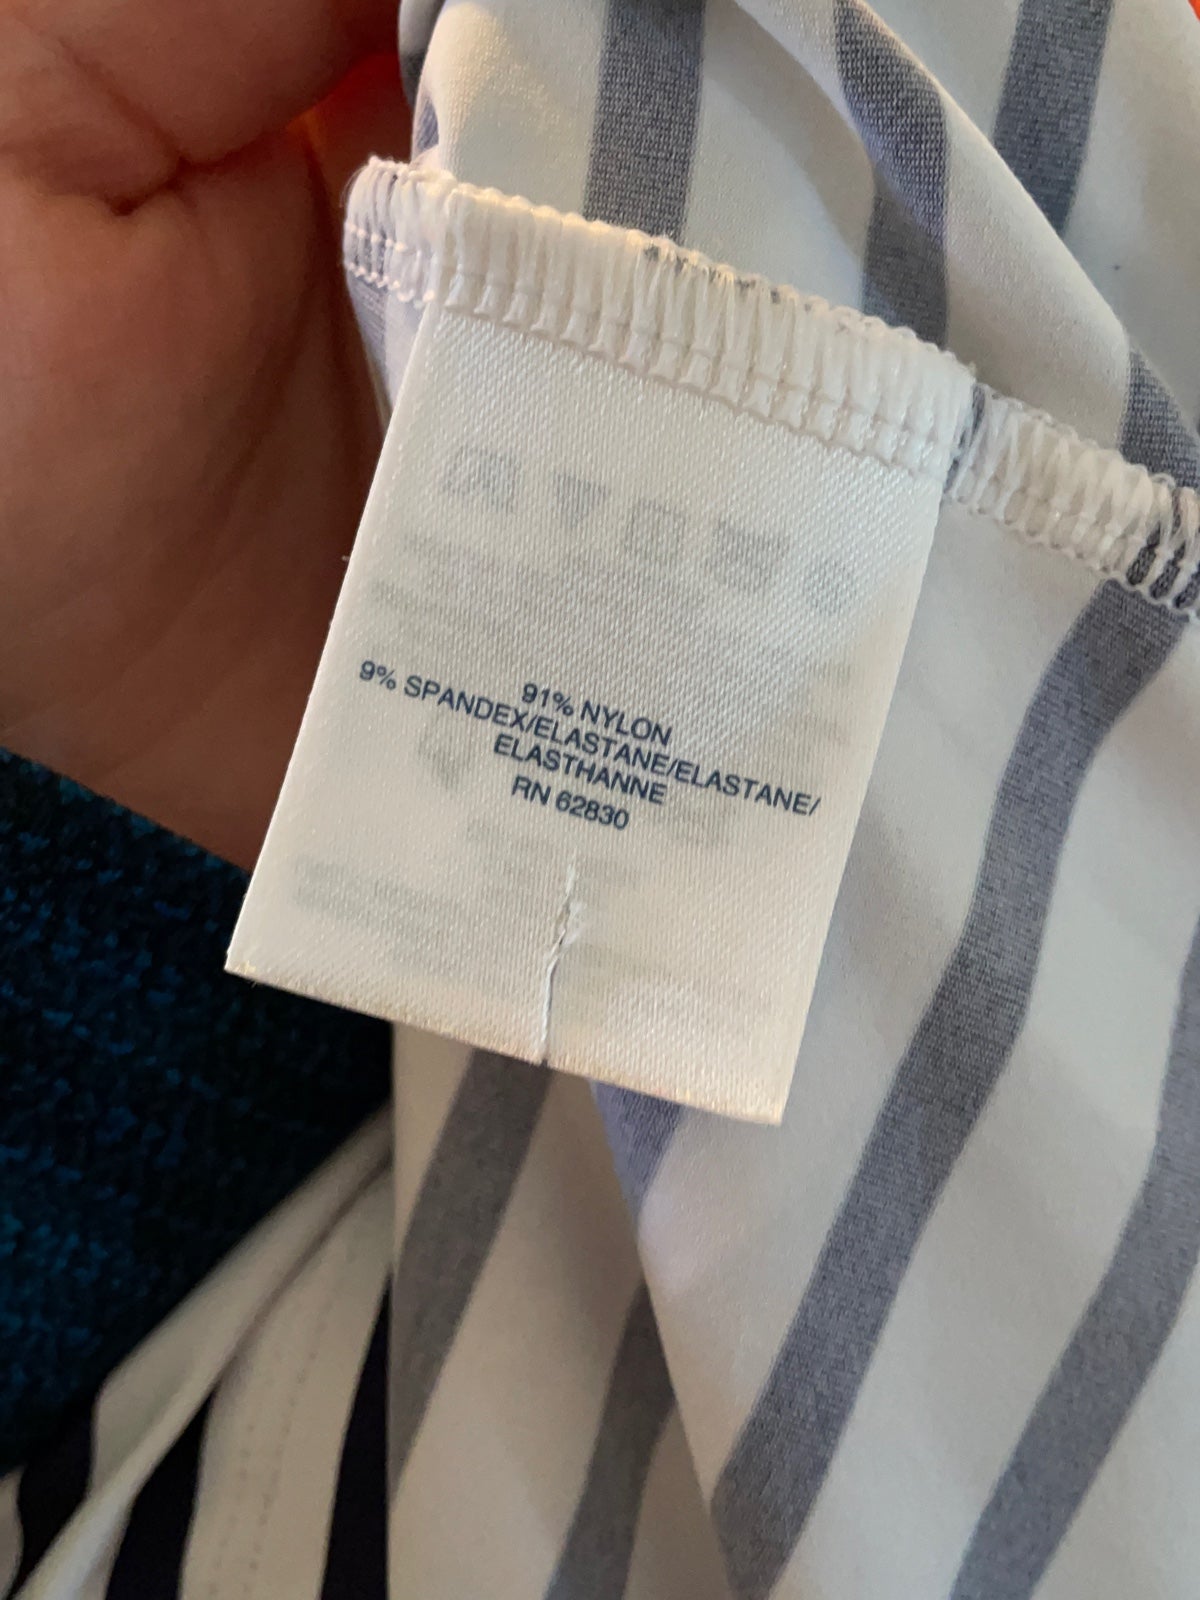 91% NYLON
9% SPANDEX/ELASTANE/ELASTANE/
ELASTHANNE
RN 62830